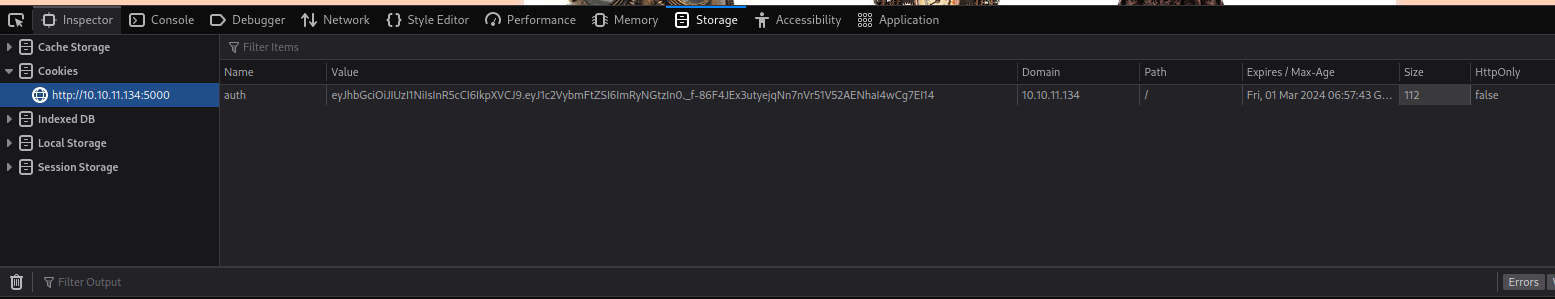 Inspector Console Debugger Network Style Editor Performance Memory Storage Accessibility Application
Cache Storage
Cookies
http://10.10.11.134:5000
Indexed DB
Local Storage
Session Storage
Filter Items
Name Value Domain Path Expires / Max-Age Size HttpOnly
auth eyJhbGciOiJIUzI1NiIsInR5cCI6IkpXVCJ9.eyJ1c2VybmFtZSI6ImRyNGtzIn0._f-86F4JEx3utyejqNn7nVr51V52AENhaI4wCg7EI14 10.10.11.134 / Fri, 01 Mar 2024 06:57:43 G... 112 false
Filter Output Errors